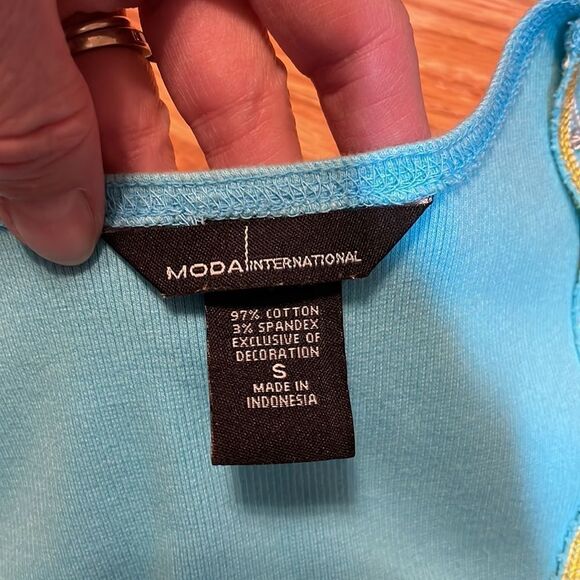 MODA INTERNATIONAL
97% COTTON
3% SPANDEX
EXCLUSIVE OF
DECORATION
S
MADE IN
INDONESIA